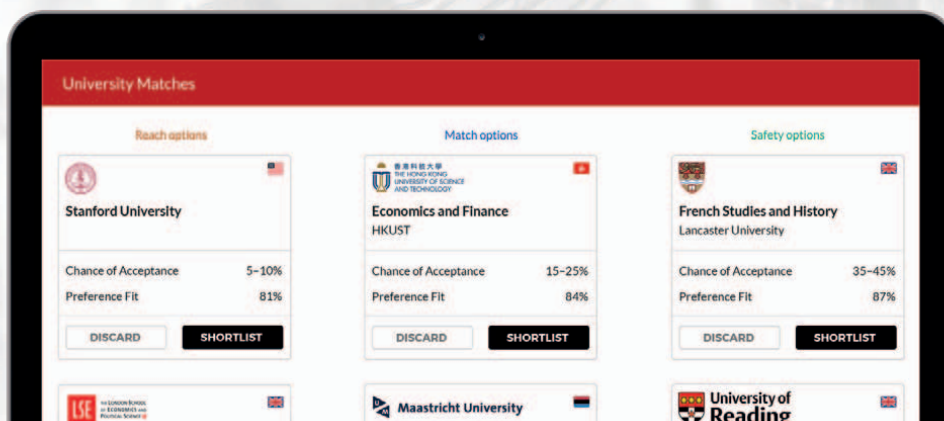 University Matches
Reach options
Match options
Safety options
Stanford University
Chance of Acceptance 5–10%
Preference Fit 81%
DISCARD SHORTLIST
香港科技大學
THE HONG KONG
UNIVERSITY OF SCIENCE
AND TECHNOLOGY
Economics and Finance
HKUST
Chance of Acceptance 15–25%
Preference Fit 84%
DISCARD SHORTLIST
French Studies and History
Lancaster University
Chance of Acceptance 35–45%
Preference Fit 87%
DISCARD SHORTLIST
LSE
THE LONDON SCHOOL
OF ECONOMICS AND
POLITICAL SCIENCE
Maastricht University
University of
Reading